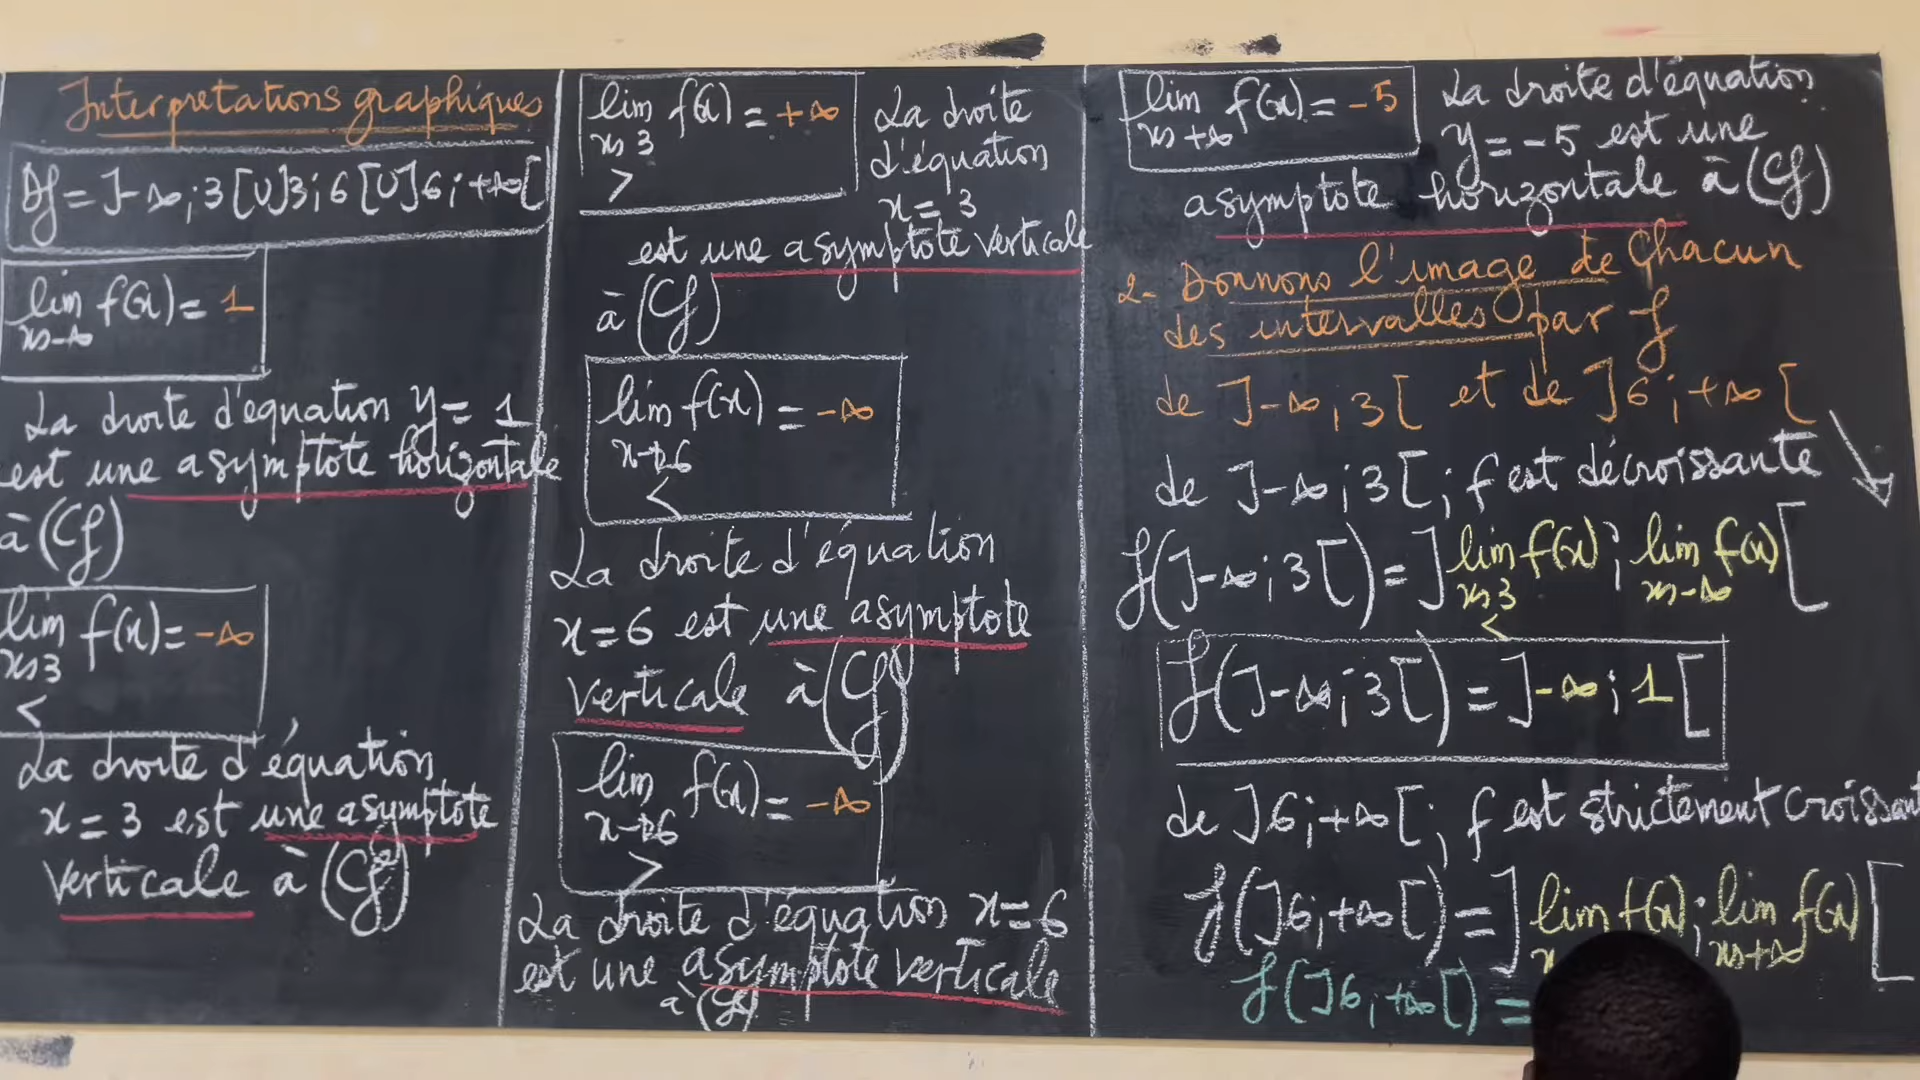 Interpretations graphiques
Df = ]-∞; 3[U]3; 6[U]6; +∞[
lim f(x) = 1
x→-∞
La droite d'équation y = 1
est une asymptote horizontale
à (Cf)
lim f(x) = -∞
x→3
<
La droite d'équation
x = 3 est une asymptote
verticale à (Cf)
lim f(x) = +∞
x→3
>
La droite
d'équation
x = 3
est une asymptote verticale
à (Cf)
lim f(x) = -∞
x→6
<
La droite d'équation
x = 6 est une asymptote
verticale à (Cf)
lim f(x) = -∞
x→6
>
La droite d'équation x = 6
est une asymptote verticale
à (Cf)
lim f(x) = -5
x→+∞
La droite d'équation
y = -5 est une
asymptote horizontale à (Cf)
2- Donnons l'image de chacun
des intervalles par f
de ]-∞; 3[ et de ]6; +∞[
de ]-∞; 3[; f est décroissante
f(]-∞; 3[) = ]lim f(x); lim f(x)[
x→3 x→-∞
<
f(]-∞; 3[) = ]-∞; 1[
de ]6; +∞[; f est strictement croissant
f(]6; +∞[) = ]lim f(x); lim f(x)[
x x→+∞
f(]6; +∞[) =